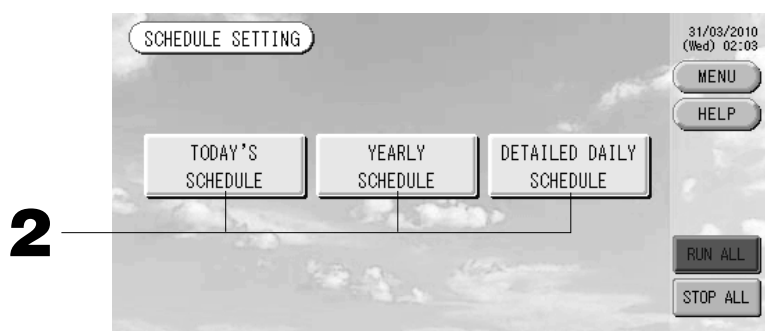 SCHEDULE SETTING
31/03/2010
(Wed) 02:03
MENU
HELP
TODAY'S
SCHEDULE
YEARLY
SCHEDULE
DETAILED DAILY
SCHEDULE
2
RUN ALL
STOP ALL